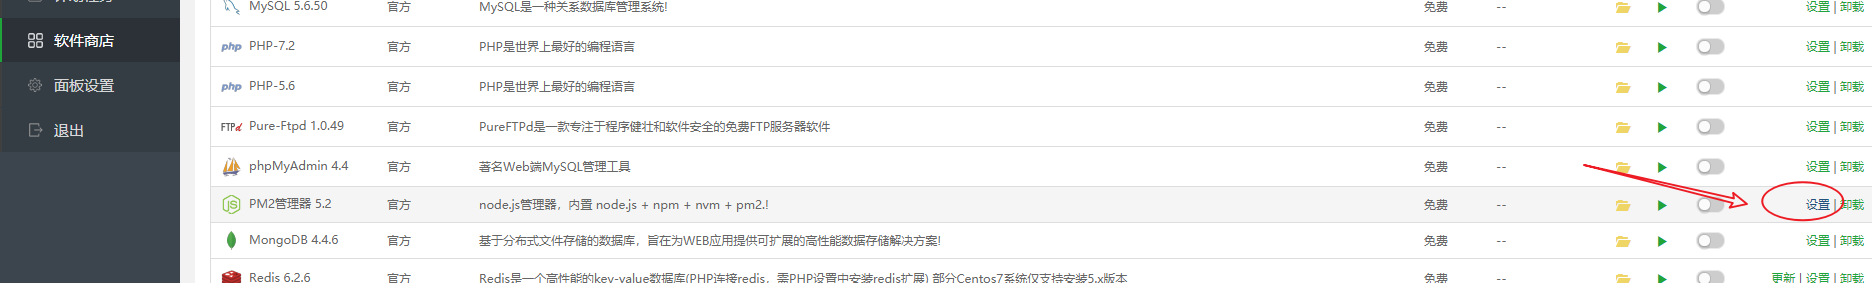 MySQL 5.6.50 官方 MySQL是一种关系数据库管理系统! 免费 -- 设置 | 卸载
软件商店
php PHP-7.2 官方 PHP是世界上最好的编程语言 免费 -- 设置 | 卸载
面板设置
php PHP-5.6 官方 PHP是世界上最好的编程语言 免费 -- 设置 | 卸载
退出
FTPd Pure-Ftpd 1.0.49 官方 PureFTPd是一款专注于程序健壮和软件安全的免费FTP服务器软件 免费 -- 设置 | 卸载
phpMyAdmin 4.4 官方 著名Web端MySQL管理工具 免费 -- 设置 | 卸载
JS PM2管理器 5.2 官方 node.js管理器，内置 node.js + npm + nvm + pm2.! 免费 -- 设置 | 卸载
MongoDB 4.4.6 官方 基于分布式文件存储的数据库，旨在为WEB应用提供可扩展的高性能数据存储解决方案! 免费 -- 设置 | 卸载
Redis 6.2.6 官方 Redis是一个高性能的key-value数据库(PHP连接redis，需PHP设置中安装redis扩展) 部分Centos7系统仅支持安装5.x版本 免费 -- 更新 | 设置 | 卸载